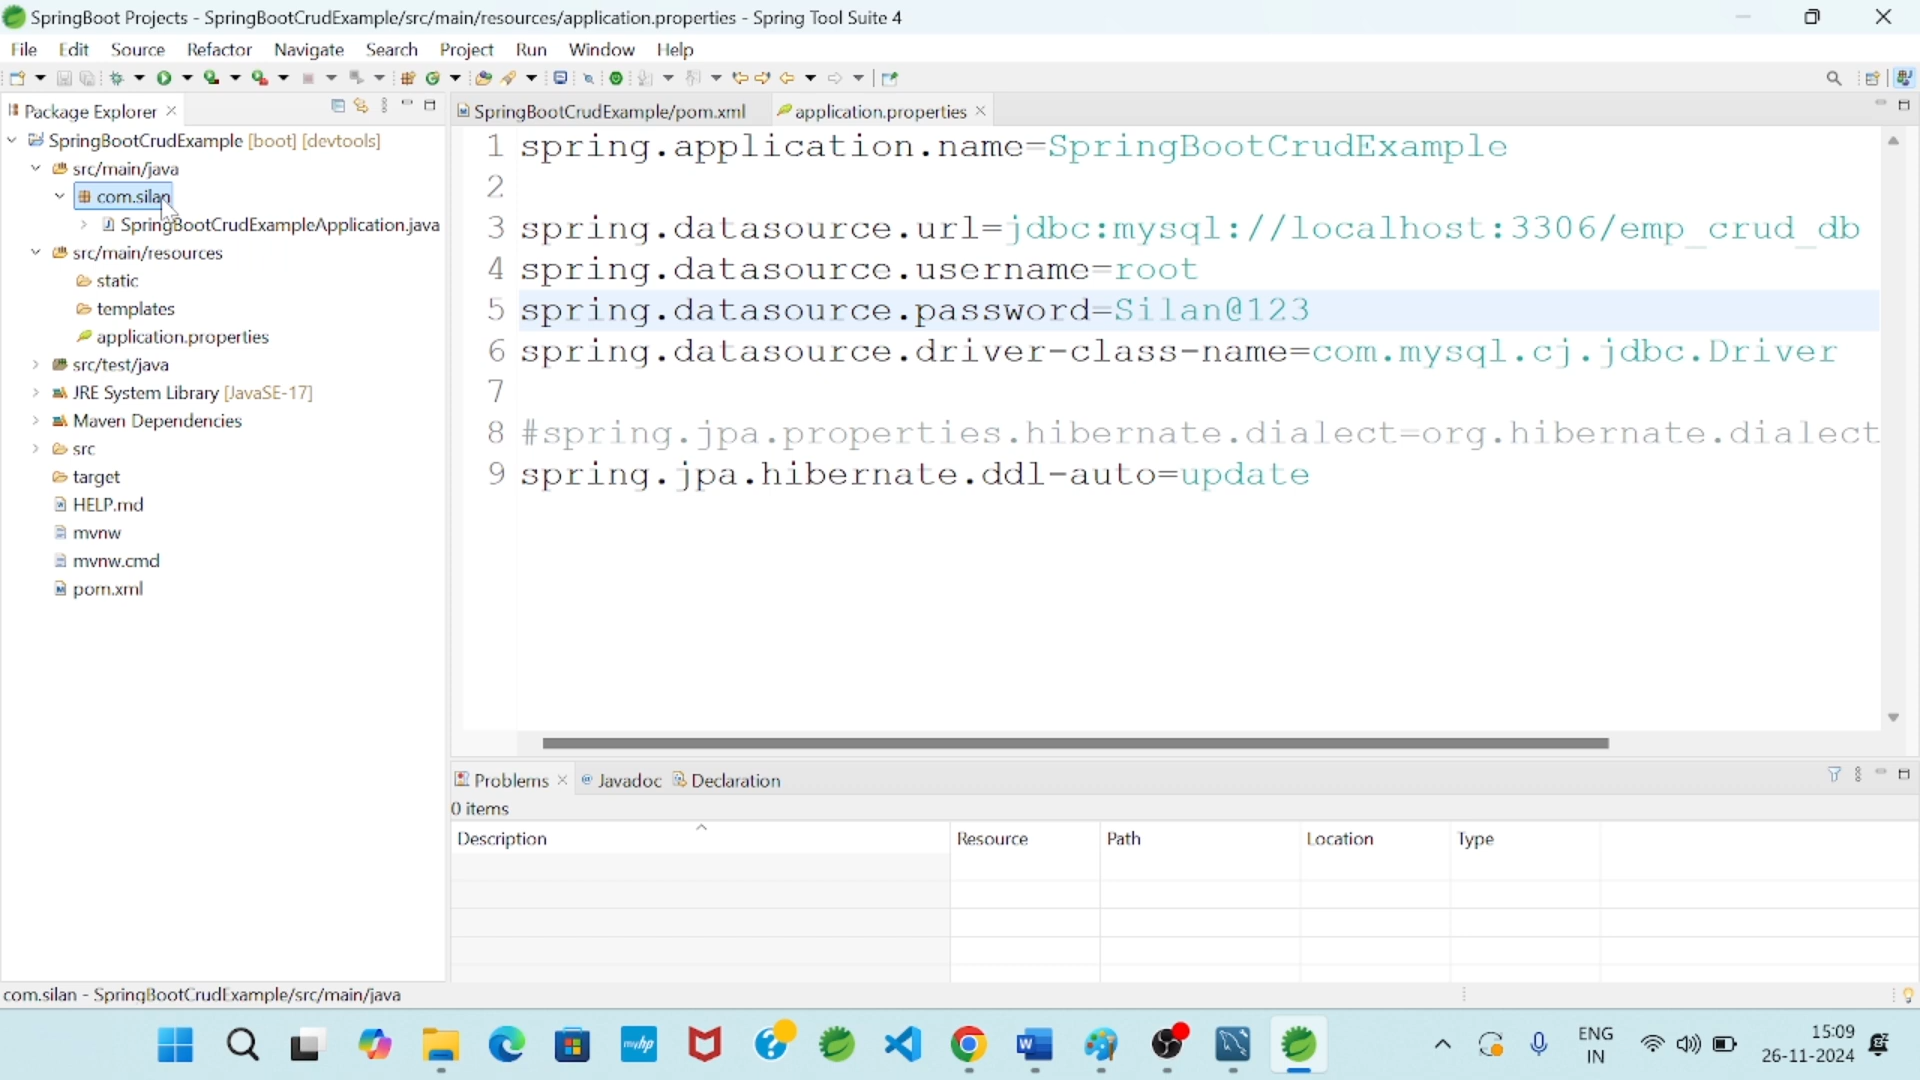 SpringBoot Projects - SpringBootCrudExample/src/main/resources/application.properties - Spring Tool Suite 4
File Edit Source Refactor Navigate Search Project Run Window Help
Package Explorer
SpringBootCrudExample [boot] [devtools]
src/main/java
com.silan
SpringBootCrudExampleApplication.java
src/main/resources
static
templates
application.properties
src/test/java
JRE System Library [JavaSE-17]
Maven Dependencies
src
target
HELP.md
mvnw
mvnw.cmd
pom.xml
SpringBootCrudExample/pom.xml application.properties
1 spring.application.name=SpringBootCrudExample
2
3 spring.datasource.url=jdbc:mysql://localhost:3306/emp_crud_db
4 spring.datasource.username=root
5 spring.datasource.password=Silan@123
6 spring.datasource.driver-class-name=com.mysql.cj.jdbc.Driver
7
8 #spring.jpa.properties.hibernate.dialect=org.hibernate.dialect
9 spring.jpa.hibernate.ddl-auto=update
Problems Javadoc Declaration
0 items
Description Resource Path Location Type
com.silan - SpringBootCrudExample/src/main/java
myhp
ENG
IN
15:09
26-11-2024